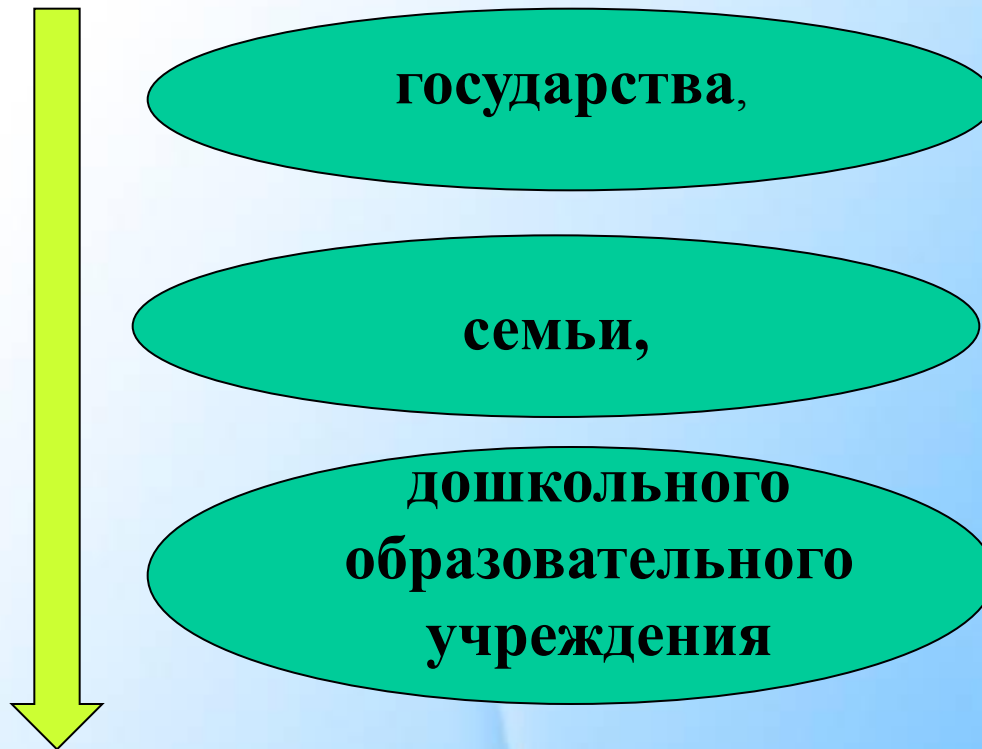 государства,
семьи,
дошкольного
образовательного
учреждения